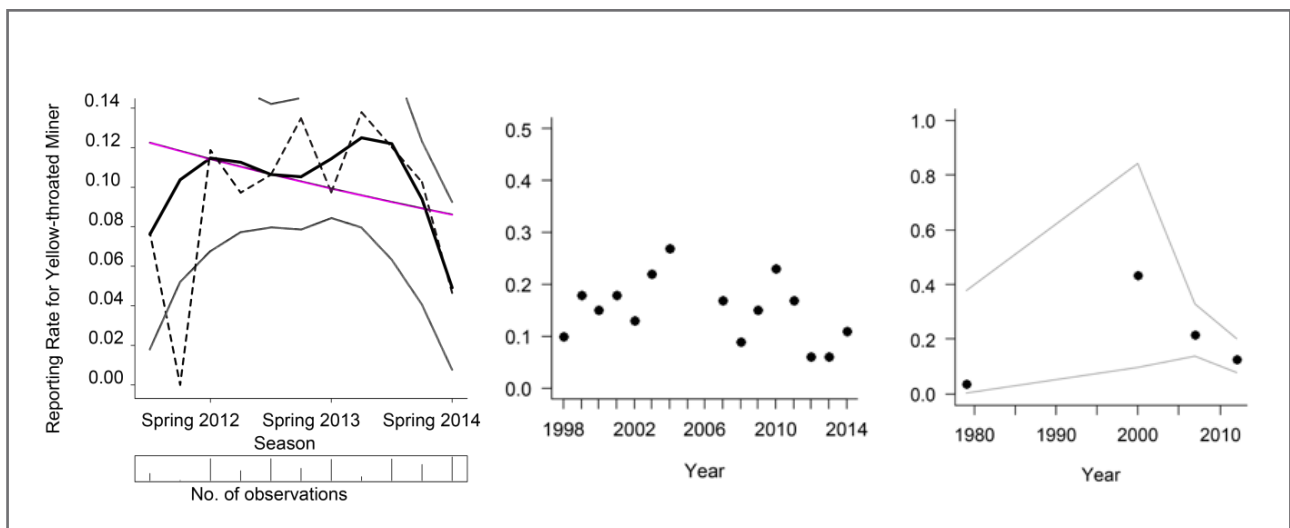 Reporting Rate for Yellow-throated Miner
0.14
0.12
0.10
0.08
0.06
0.04
0.02
0.00
Spring 2012 Spring 2013 Spring 2014
Season
No. of observations
0.5
0.4
0.3
0.2
0.1
0.0
1998 2002 2006 2010 2014
Year
1.0
0.8
0.6
0.4
0.2
0.0
1980 1990 2000 2010
Year